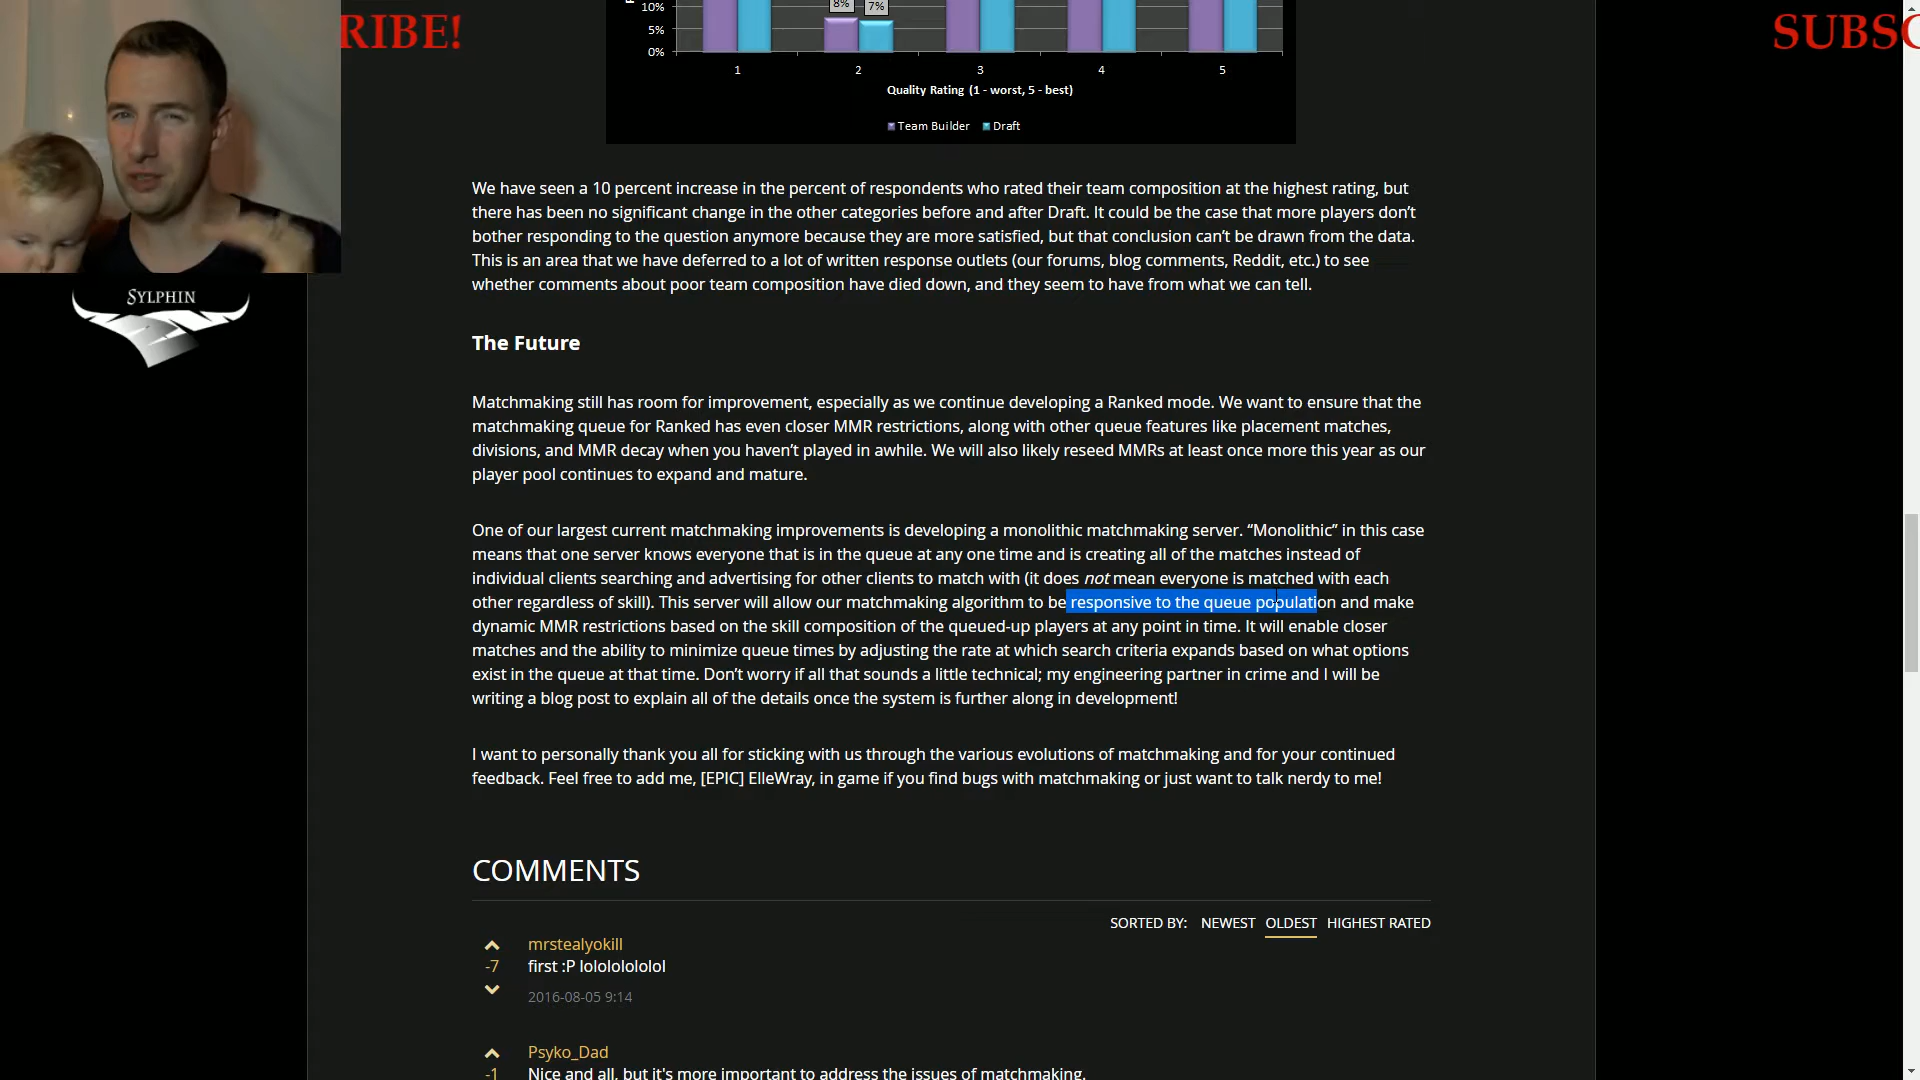 RIBE!
SUBSC
SYLPHIN
10%
5%
0%
8%
7%
1
2
3
4
5
Quality Rating (1 - worst, 5 - best)
Team Builder
Draft
We have seen a 10 percent increase in the percent of respondents who rated their team composition at the highest rating, but
there has been no significant change in the other categories before and after Draft. It could be the case that more players don’t
bother responding to the question anymore because they are more satisfied, but that conclusion can’t be drawn from the data.
This is an area that we have deferred to a lot of written response outlets (our forums, blog comments, Reddit, etc.) to see
whether comments about poor team composition have died down, and they seem to have from what we can tell.
The Future
Matchmaking still has room for improvement, especially as we continue developing a Ranked mode. We want to ensure that the
matchmaking queue for Ranked has even closer MMR restrictions, along with other queue features like placement matches,
divisions, and MMR decay when you haven’t played in awhile. We will also likely reseed MMRs at least once more this year as our
player pool continues to expand and mature.
One of our largest current matchmaking improvements is developing a monolithic matchmaking server. “Monolithic” in this case
means that one server knows everyone that is in the queue at any one time and is creating all of the matches instead of
individual clients searching and advertising for other clients to match with (it does not mean everyone is matched with each
other regardless of skill). This server will allow our matchmaking algorithm to be responsive to the queue population and make
dynamic MMR restrictions based on the skill composition of the queued-up players at any point in time. It will enable closer
matches and the ability to minimize queue times by adjusting the rate at which search criteria expands based on what options
exist in the queue at that time. Don’t worry if all that sounds a little technical; my engineering partner in crime and I will be
writing a blog post to explain all of the details once the system is further along in development!
I want to personally thank you all for sticking with us through the various evolutions of matchmaking and for your continued
feedback. Feel free to add me, [EPIC] ElleWray, in game if you find bugs with matchmaking or just want to talk nerdy to me!
COMMENTS
SORTED BY: NEWEST OLDEST HIGHEST RATED
mrstealyokill
-7
first :P lolololololol
2016-08-05 9:14
Psyko_Dad
-1
Nice and all, but it's more important to address the issues of matchmaking.